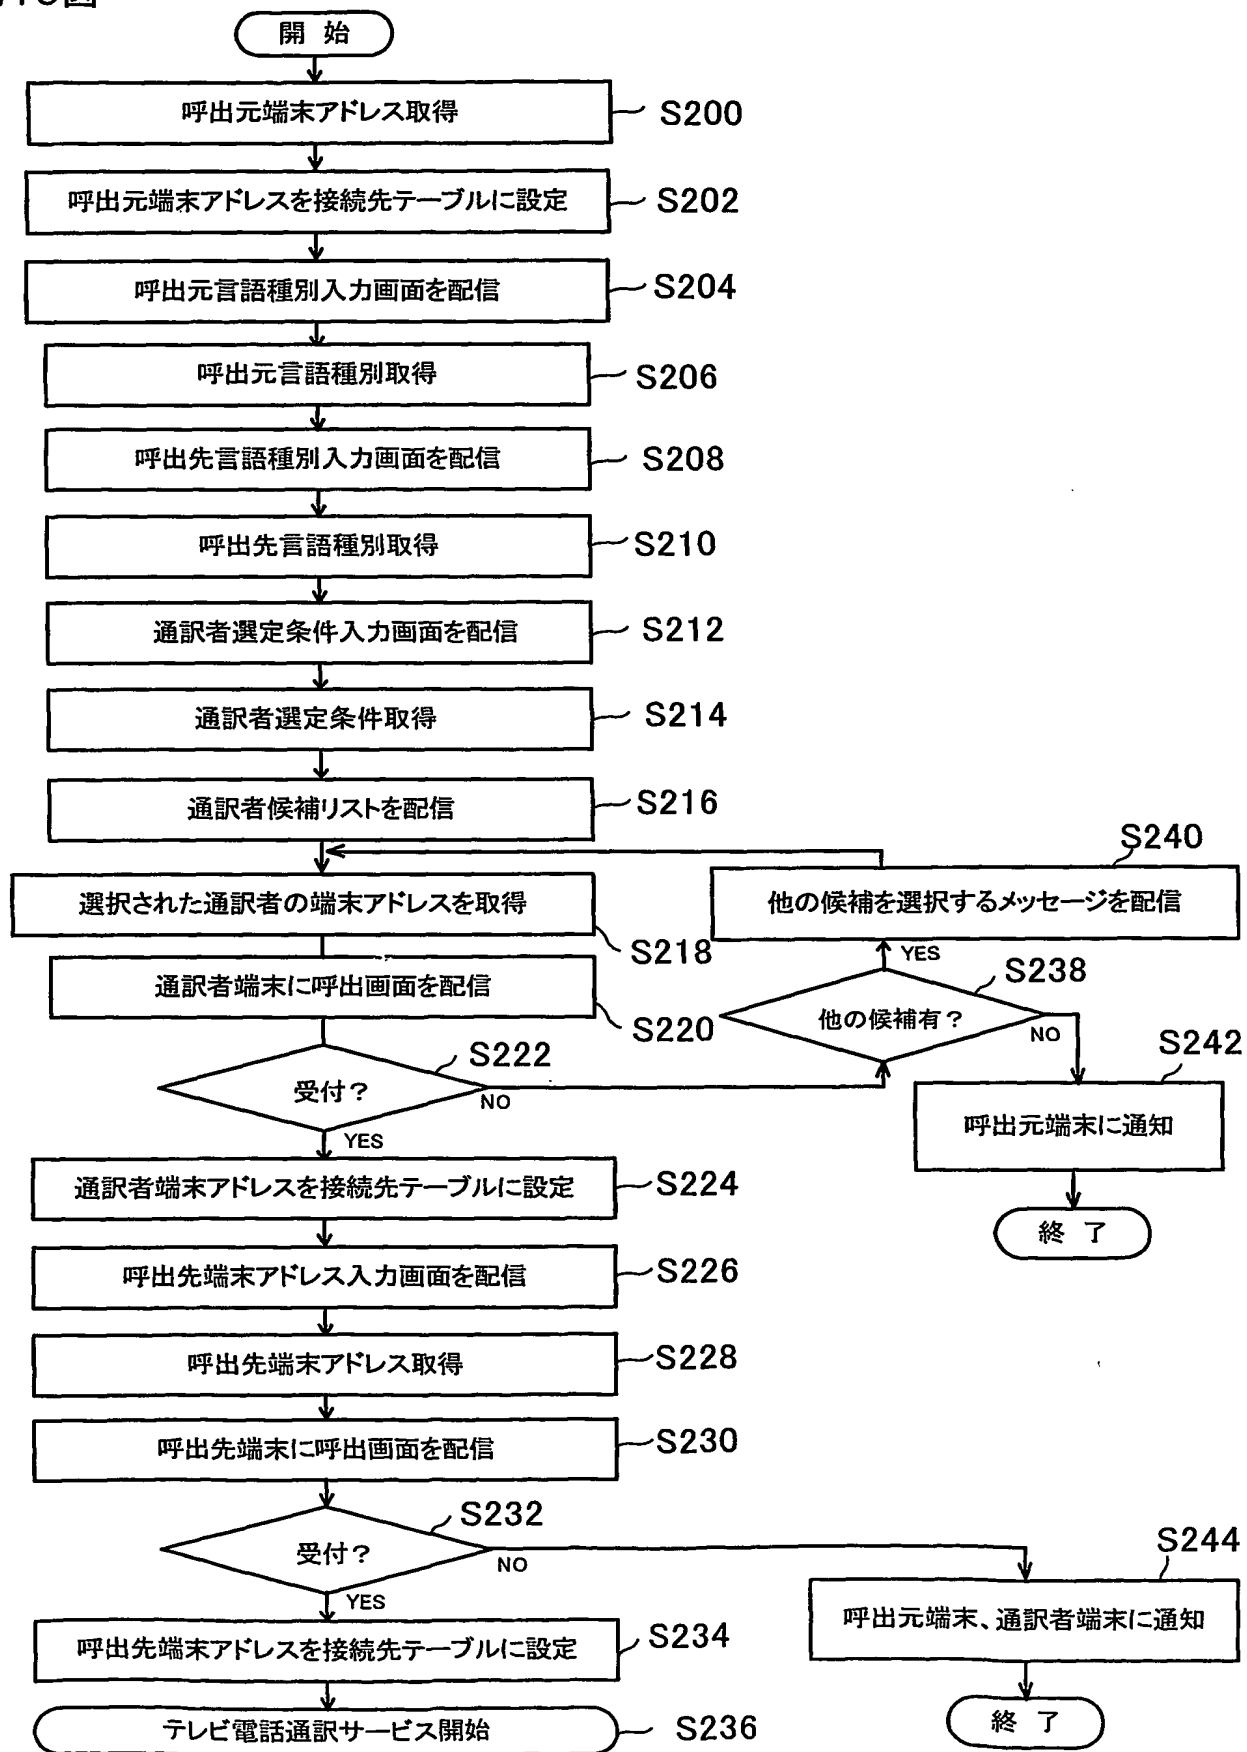 開 始
呼出元端末アドレス取得
S200
呼出元端末アドレスを接続先テーブルに設定
S202
呼出元言語種別入力画面を配信
S204
呼出元言語種別取得
S206
呼出先言語種別入力画面を配信
S208
呼出先言語種別取得
S210
通訳者選定条件入力画面を配信
S212
通訳者選定条件取得
S214
通訳者候補リストを配信
S216
S240
選択された通訳者の端末アドレスを取得
他の候補を選択するメッセージを配信
S218
YES
通訳者端末に呼出画面を配信
S238
S220
他の候補有？
NO
S222
S242
受付？
NO
YES
呼出元端末に通知
通訳者端末アドレスを接続先テーブルに設定
S224
終 了
呼出先端末アドレス入力画面を配信
S226
呼出先端末アドレス取得
S228
呼出先端末に呼出画面を配信
S230
S232
受付？
NO
S244
YES
呼出元端末、通訳者端末に通知
呼出先端末アドレスを接続先テーブルに設定
S234
テレビ電話通訳サービス開始
S236
終 了